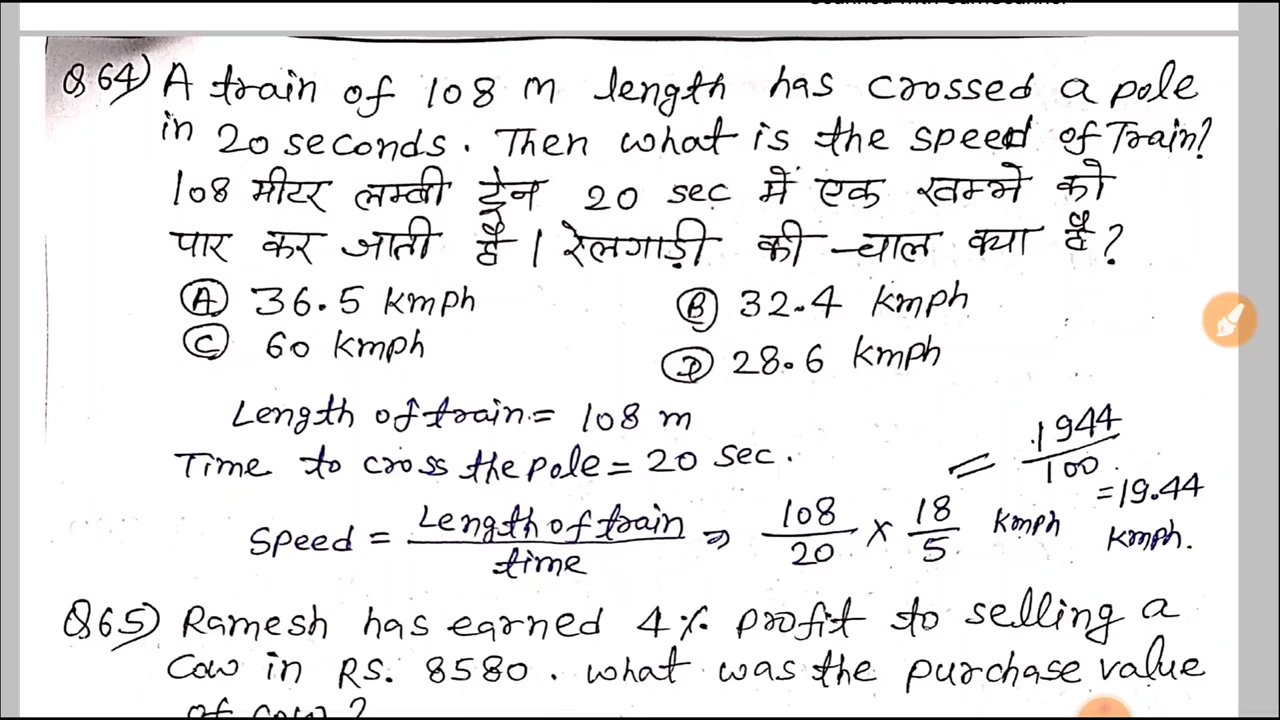 Q 64) A train of 108 m length has crossed a pole
in 20 seconds. Then what is the speed of Train?
108 मीटर लम्बी ट्रेन 20 sec में एक खम्भे को
पार कर जाती है। रेलगाड़ी की चाल क्या है?
(A) 36.5 kmph (B) 32.4 kmph
(C) 60 kmph (D) 28.6 kmph
Length of train = 108 m
Time to cross the pole = 20 sec.
Speed = Length of train / time ⇒ 108/20 × 18/5 kmph
= 1944/100
= 19.44 kmph.
Q65) Ramesh has earned 4% profit to selling a
cow in RS. 8580. what was the purchase value
of cow?